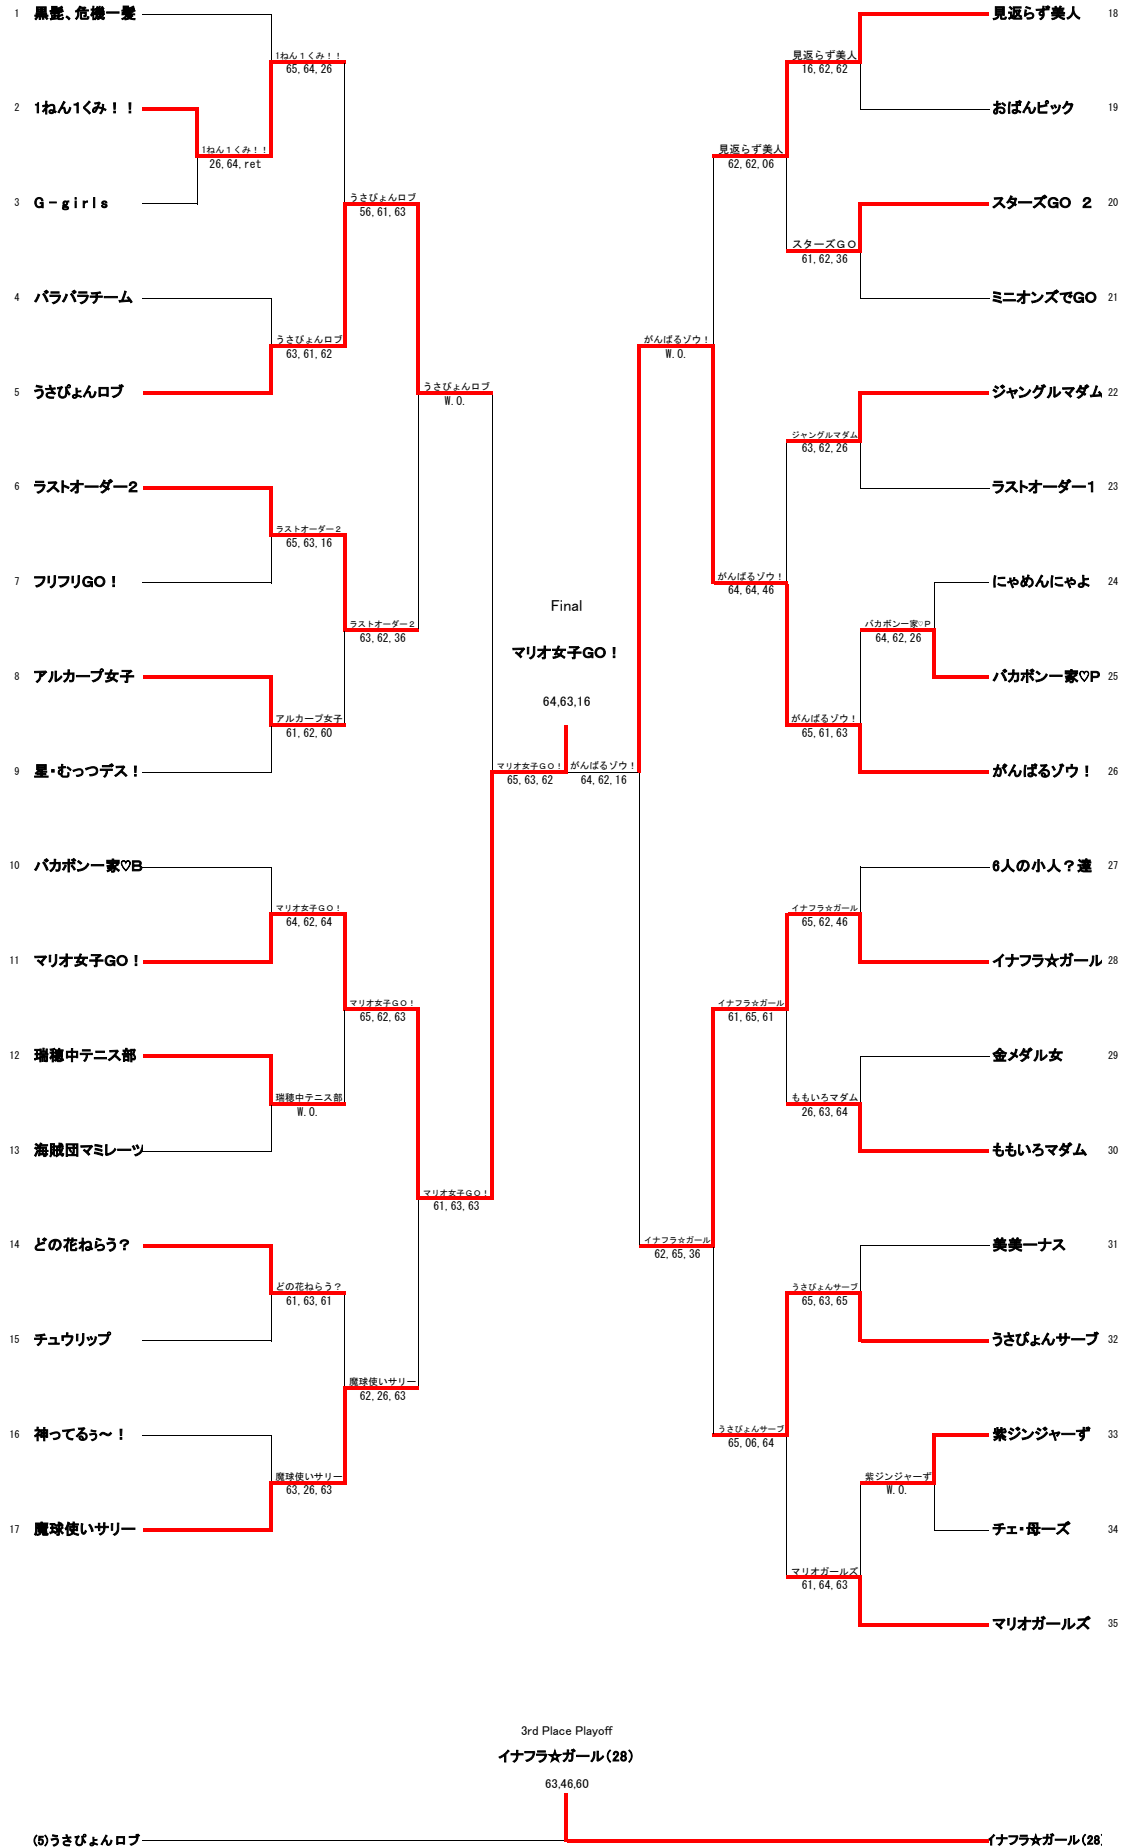 1 黒髭、危機一髪
1ねん１くみ！！
65,64,26
2 1ねん1くみ！！
1ねん１くみ！！
26,64,ret
3 G－girls
うさぴょんロブ
56,61,63
4 バラバラチーム
うさぴょんロブ
63,61,62
5 うさぴょんロブ
うさぴょんロブ
W.O.
6 ラストオーダー2
ラストオーダー２
65,63,16
7 フリフリGO！
ラストオーダー２
63,62,36
8 アルカープ女子
アルカープ女子
61,62,60
9 星・むっつデス！
マリオ女子ＧＯ！
65,63,62
10 バカボン一家♡B
マリオ女子ＧＯ！
64,62,64
11 マリオ女子GO！
マリオ女子ＧＯ！
65,62,63
12 瑞穂中テニス部
瑞穂中テニス部
W.O.
13 海賊団マミレーツ
マリオ女子ＧＯ！
61,63,63
14 どの花ねらう？
どの花ねらう？
61,63,61
15 チュウリップ
魔球使いサリー
62,26,63
16 神ってるぅ～！
魔球使いサリー
63,26,63
17 魔球使いサリー
Final
マリオ女子GO！
64,63,16
見返らず美人 18
見返らず美人
16,62,62
おばんピック 19
見返らず美人
62,62,06
スターズGO　2 20
スターズＧＯ
61,62,36
ミニオンズでGO 21
がんばるゾウ！
W.O.
ジャングルマダム 22
ジャングルマダム
63,62,26
ラストオーダー1 23
がんばるゾウ！
64,64,46
にゃめんにゃよ 24
バカボン一家♡Ｐ
64,62,26
バカボン一家♡P 25
がんばるゾウ！
65,61,63
がんばるゾウ！ 26
がんばるゾウ！
64,62,16
6人の小人？達 27
イナフラ☆ガール
65,62,46
イナフラ☆ガール 28
イナフラ☆ガール
61,65,61
金メダル女 29
ももいろマダム
26,63,64
ももいろマダム 30
イナフラ☆ガール
62,65,36
美美ーナス 31
うさぴょんサーブ
65,63,65
うさぴょんサーブ 32
うさぴょんサーブ
65,06,64
紫ジンジャーず 33
紫ジンジャーず
W.O.
チェ・母ーズ 34
マリオガールズ
61,64,63
マリオガールズ 35
3rd Place Playoff
イナフラ☆ガール（28）
63,46,60
(5)うさぴょんロブ
イナフラ☆ガール（28）